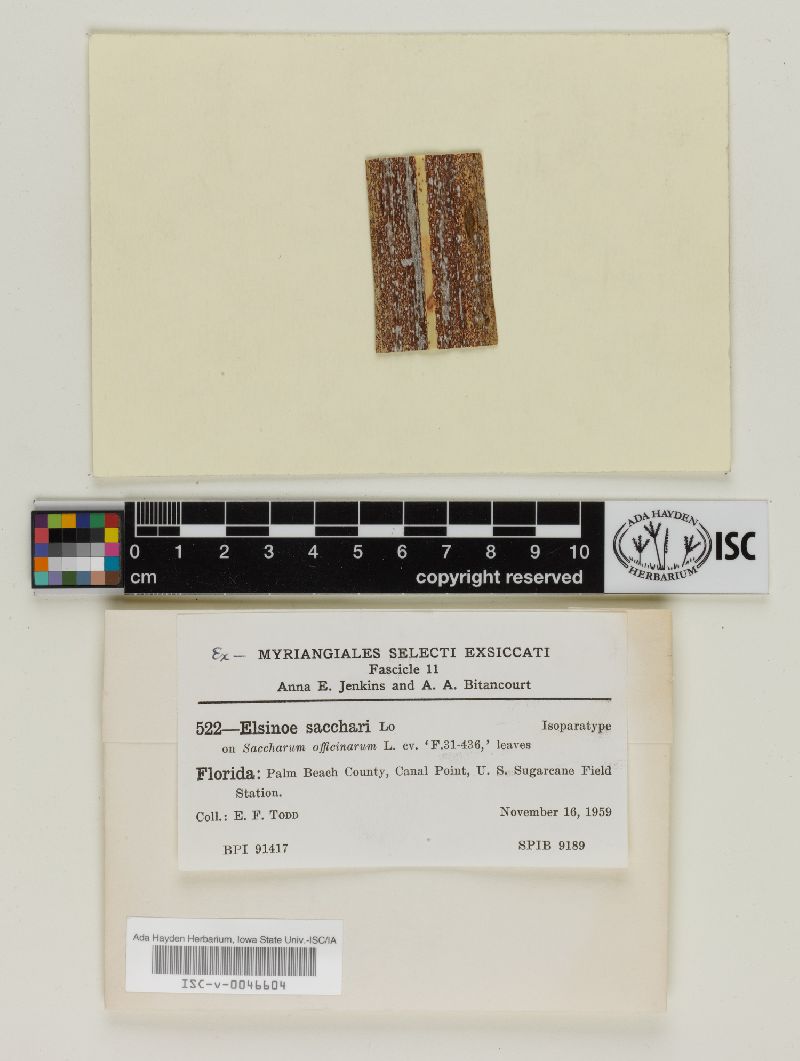 0 1 2 3 4 5 6 7 8 9 10
cm
copyright reserved
ADA HAYDEN
HERBARIUM
ISC
Ex— MYRIANGIALES SELECTI EXSICCATI
Fascicle 11
Anna E. Jenkins and A. A. Bitancourt
522—Elsinoe sacchari Lo Isoparatype
on Saccharum officinarum L. cv. ‘F.31-436,’ leaves
Florida: Palm Beach County, Canal Point, U. S. Sugarcane Field
Station.
Coll.: E. F. Todd November 16, 1959
BPI 91417 SPIB 9189
Ada Hayden Herbarium, Iowa State Univ.-ISC/IA
ISC-v-0046604